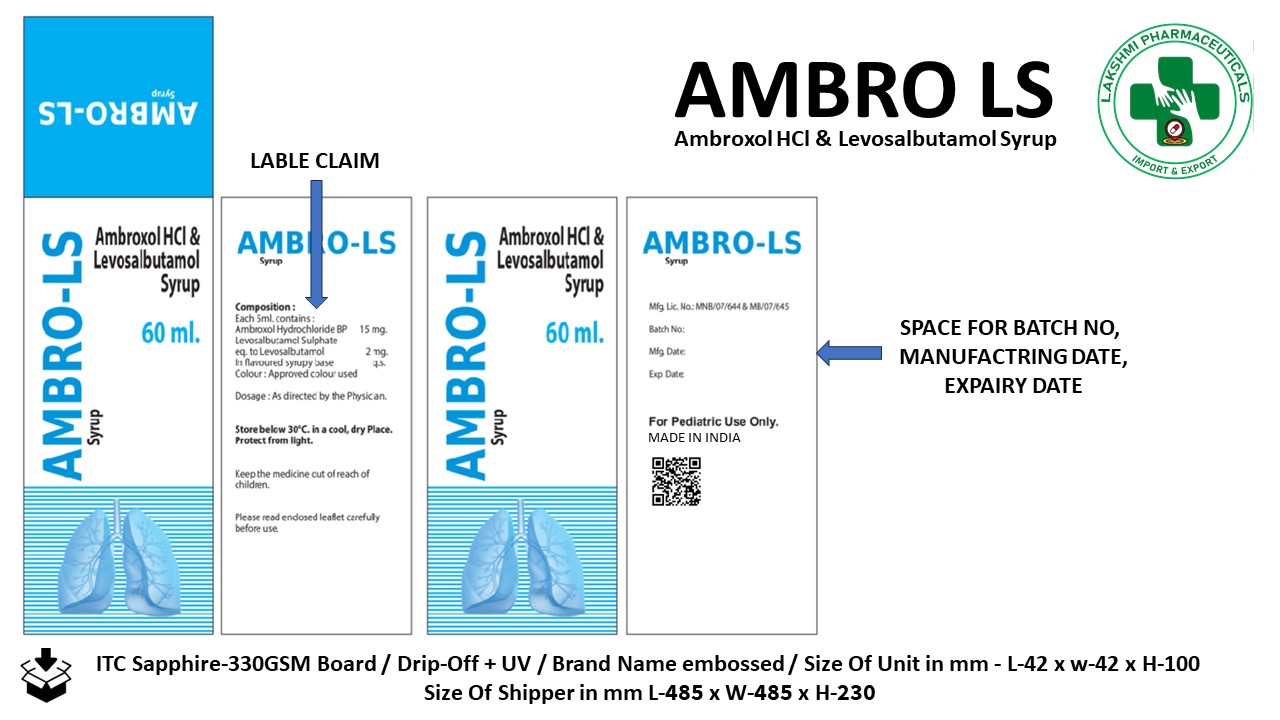 AMBRO-LS
Syrup
AMBRO LS
Ambroxol HCl & Levosalbutamol Syrup
LAKSHMI PHARMACEUTICALS
IMPORT & EXPORT
LABLE CLAIM
AMBRO-LS
Syrup
Ambroxol HCl &
Levosalbutamol
Syrup
60 ml.
AMBRO-LS
Syrup
Composition :
Each 5ml. contains :
Ambroxol Hydrochloride BP 15 mg.
Levosalbutamol Sulphate
eq. to Levosalbutamol 2 mg.
In flavoured syrupy base q.s.
Colour : Approved colour used
Dosage : As directed by the Physician.
Store below 30°C. in a cool, dry Place.
Protect from light.
Keep the medicine out of reach of
children.
Please read enclosed leaflet carefully
before use.
AMBRO-LS
Syrup
Ambroxol HCl &
Levosalbutamol
Syrup
60 ml.
AMBRO-LS
Syrup
Mfg. Lic. No.: MNB/07/644 & MB/07/645
Batch No:
Mfg. Date:
Exp Date:
For Pediatric Use Only.
MADE IN INDIA
SPACE FOR BATCH NO,
MANUFACTRING DATE,
EXPAIRY DATE
ITC Sapphire-330GSM Board / Drip-Off + UV / Brand Name embossed / Size Of Unit in mm - L-42 x w-42 x H-100
Size Of Shipper in mm L-485 x W-485 x H-230